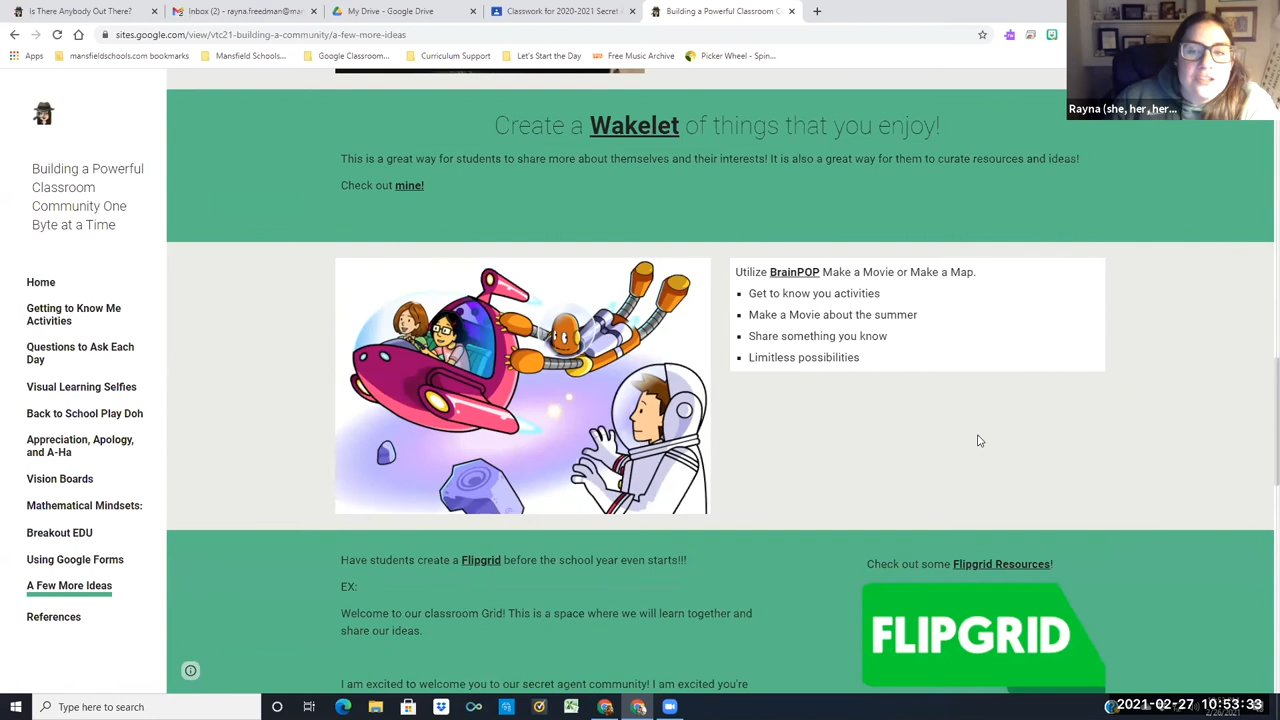 Is There Anybody Out There?
Inbox (2) - rayna.freedman@ma
My Drive - Google Drive
Classwork for 2020-2021 Secret
Building a Powerful Classroom C
sites.google.com/view/vtc21-building-a-community/a-few-more-ideas
Apps
mansfieldschools.com bookmarks
Mansfield Schools...
Google Classroom...
Curriculum Support
Let's Start the Day
Free Music Archive
Picker Wheel - Spin...
Rayna (she, her, her...
Building a Powerful
Classroom
Community One
Byte at a Time
Home
Getting to Know Me
Activities
Questions to Ask Each
Day
Visual Learning Selfies
Back to School Play Doh
Appreciation, Apology,
and A-Ha
Vision Boards
Mathematical Mindsets:
Breakout EDU
Using Google Forms
A Few More Ideas
References
Create a Wakelet of things that you enjoy!
This is a great way for students to share more about themselves and their interests! It is also a great way for them to curate resources and ideas!
Check out mine!
Utilize BrainPOP Make a Movie or Make a Map.
Get to know you activities
Make a Movie about the summer
Share something you know
Limitless possibilities
Have students create a Flipgrid before the school year even starts!!!
EX:
Welcome to our classroom Grid! This is a space where we will learn together and
share our ideas.
I am excited to welcome you to our secret agent community! I am excited you're
Check out some Flipgrid Resources!
FLIPGRID
Type here to search
2021-02-27 10:53:33